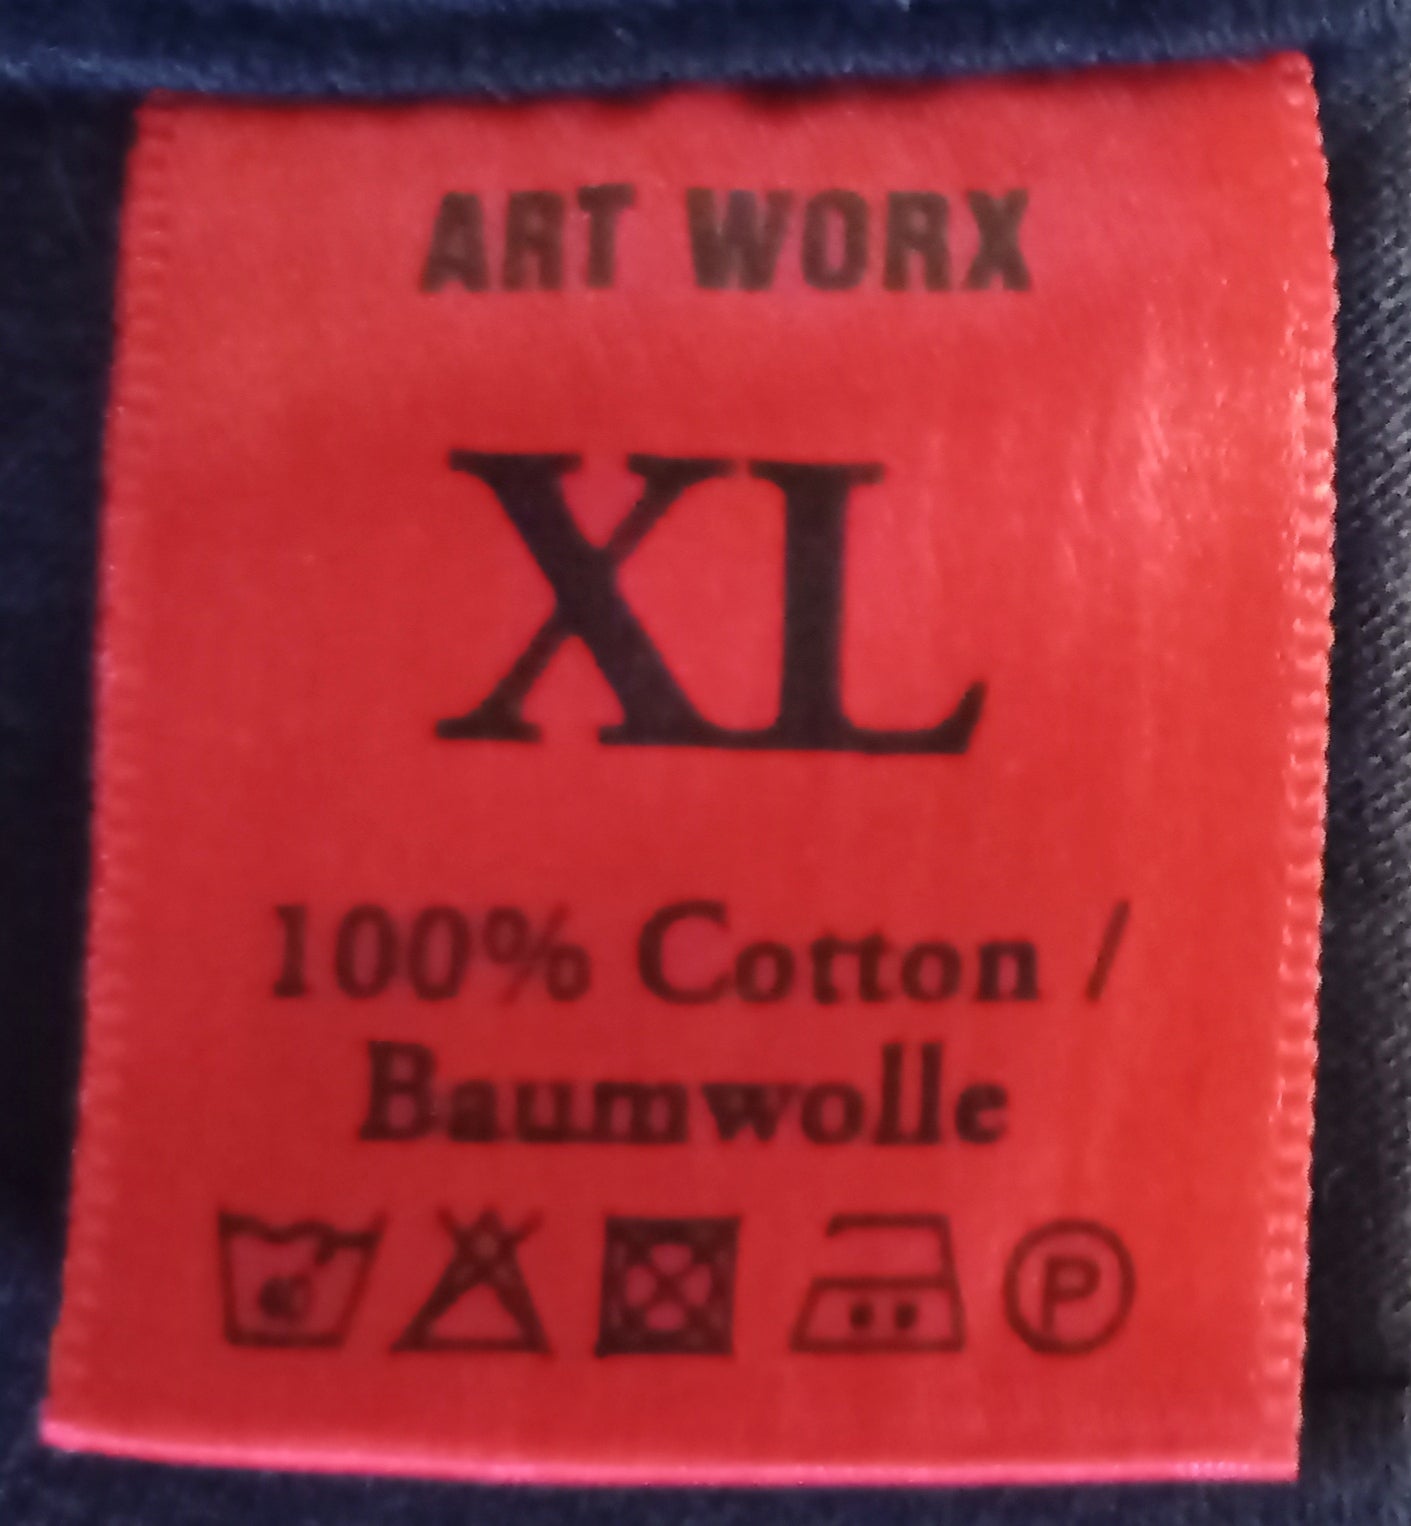 ART WORX
XL
100% Cotton /
Baumwolle
P